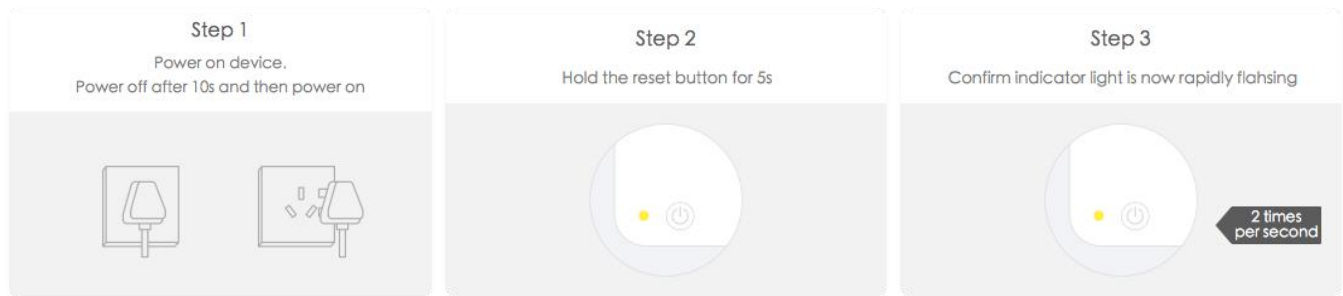 Step 1
Power on device.
Power off after 10s and then power on
Step 2
Hold the reset button for 5s
Step 3
Confirm indicator light is now rapidly flahsing
2 times
per second